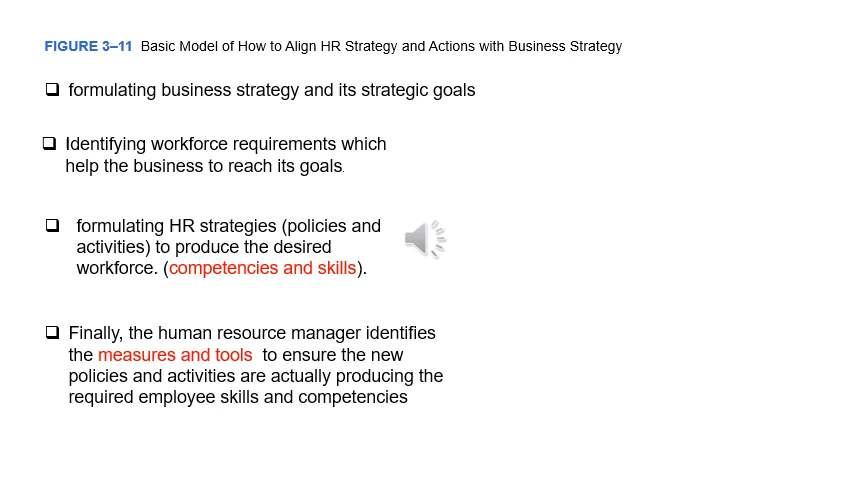 FIGURE 3–11 Basic Model of How to Align HR Strategy and Actions with Business Strategy
formulating business strategy and its strategic goals
Identifying workforce requirements which
help the business to reach its goals.
formulating HR strategies (policies and
activities) to produce the desired
workforce. (competencies and skills).
Finally, the human resource manager identifies
the measures and tools to ensure the new
policies and activities are actually producing the
required employee skills and competencies